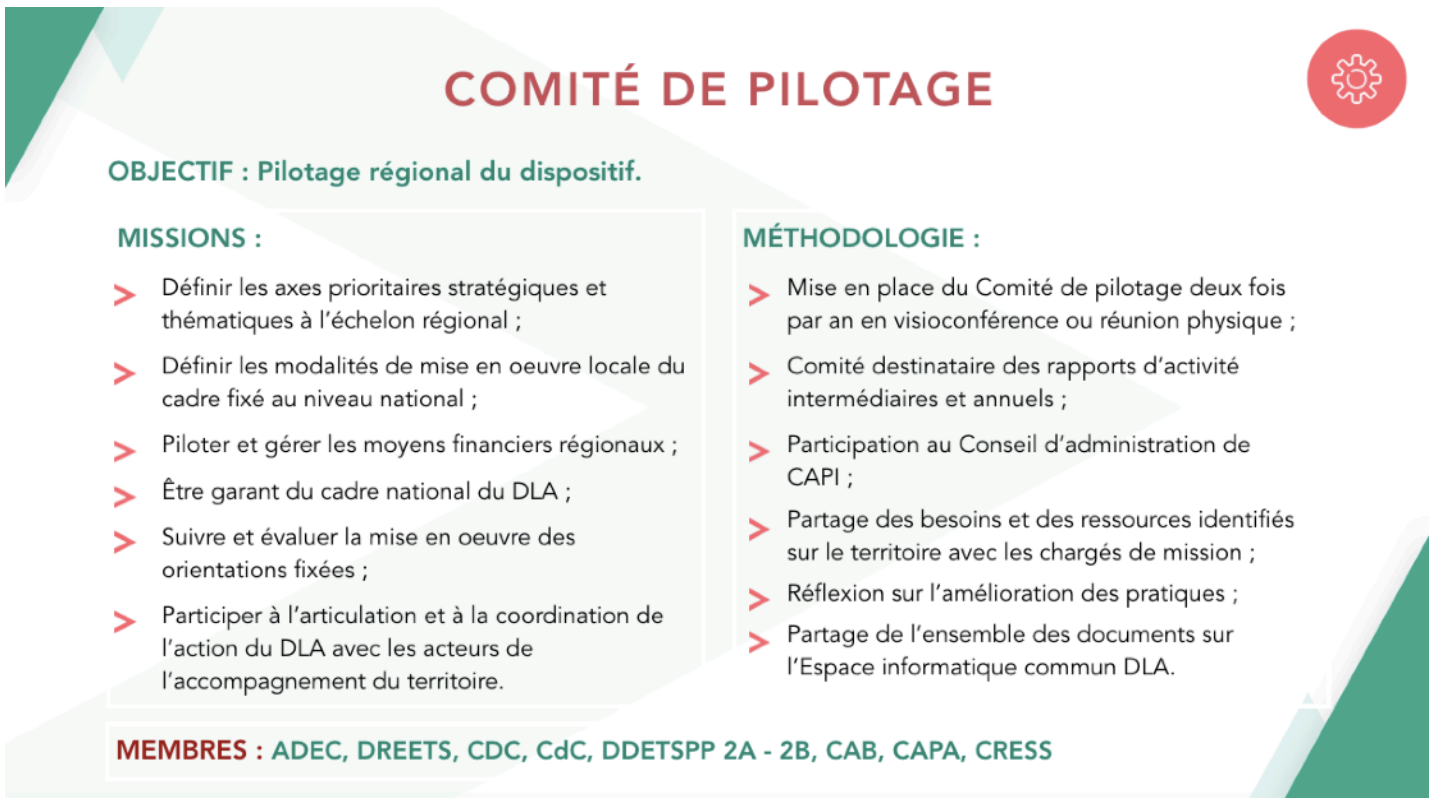 COMITÉ DE PILOTAGE
OBJECTIF : Pilotage régional du dispositif.
MISSIONS :
> Définir les axes prioritaires stratégiques et
thématiques à l’échelon régional ;
> Définir les modalités de mise en oeuvre locale du
cadre fixé au niveau national ;
> Piloter et gérer les moyens financiers régionaux ;
> Être garant du cadre national du DLA ;
> Suivre et évaluer la mise en oeuvre des
orientations fixées ;
> Participer à l’articulation et à la coordination de
l’action du DLA avec les acteurs de
l’accompagnement du territoire.
MÉTHODOLOGIE :
> Mise en place du Comité de pilotage deux fois
par an en visioconférence ou réunion physique ;
> Comité destinataire des rapports d’activité
intermédiaires et annuels ;
> Participation au Conseil d’administration de
CAPI ;
> Partage des besoins et des ressources identifiés
sur le territoire avec les chargés de mission ;
> Réflexion sur l’amélioration des pratiques ;
> Partage de l’ensemble des documents sur
l’Espace informatique commun DLA.
MEMBRES : ADEC, DREETS, CDC, CdC, DDETSPP 2A - 2B, CAB, CAPA, CRESS